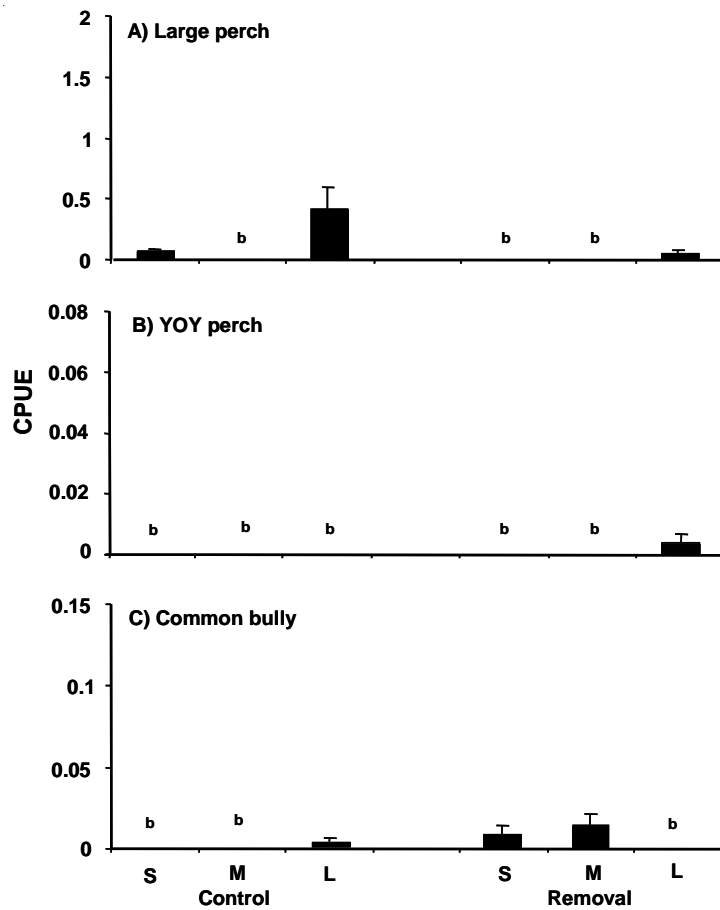 2
A) Large perch
1.5
1
0.5
b b b
0
0.08
B) YOY perch
0.06
CPUE
0.04
0.02
b b b b b
0
0.15
C) Common bully
0.1
0.05
b b b
0
S M L S M L
Control Removal